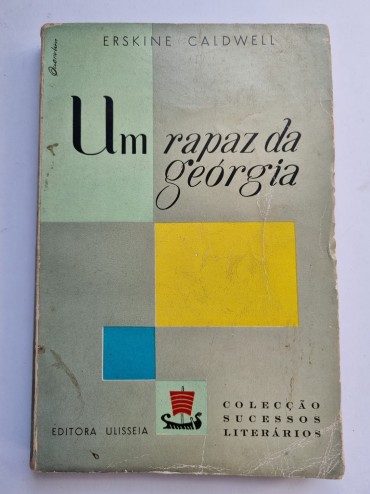 ERSKINE CALDWELL
Um rapaz da
geórgia
COLECÇÃO
SUCESSOS
EDITORA ULISSEIA LITERÁRIOS